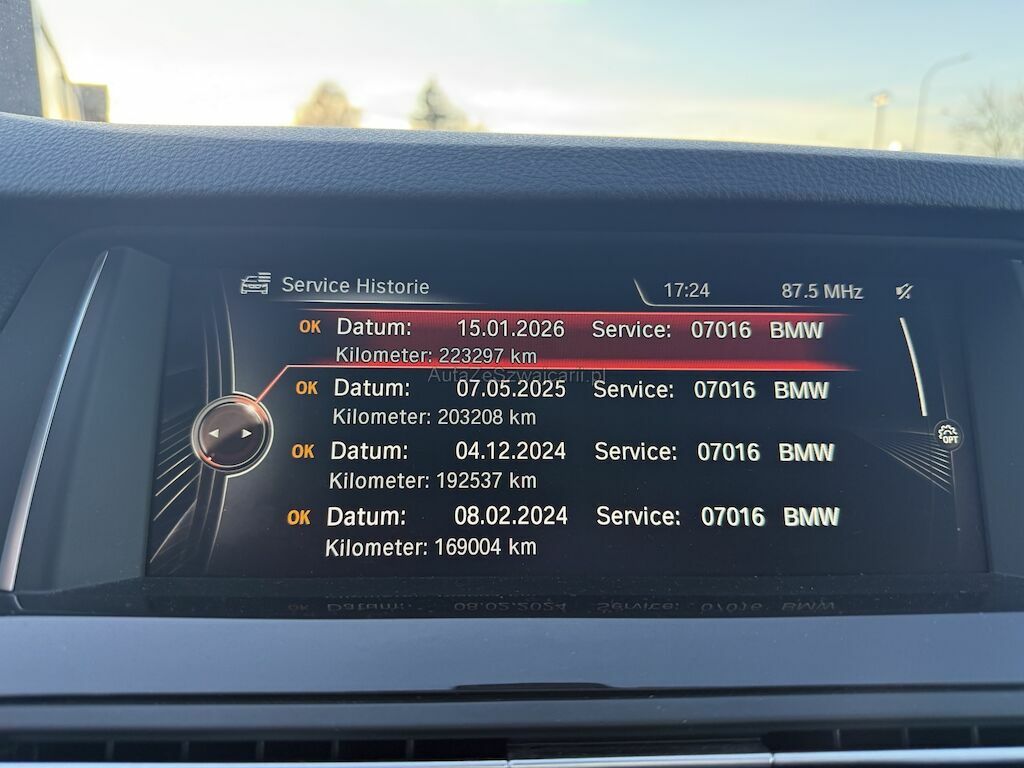 Service Historie 17:24 87.5 MHz
OK Datum: 15.01.2026 Service: 07016 BMW
Kilometer: 223297 km
AutaZeSzwajcarii.pl
OK Datum: 07.05.2025 Service: 07016 BMW
Kilometer: 203208 km
OPT
OK Datum: 04.12.2024 Service: 07016 BMW
Kilometer: 192537 km
OK Datum: 08.02.2024 Service: 07016 BMW
Kilometer: 169004 km